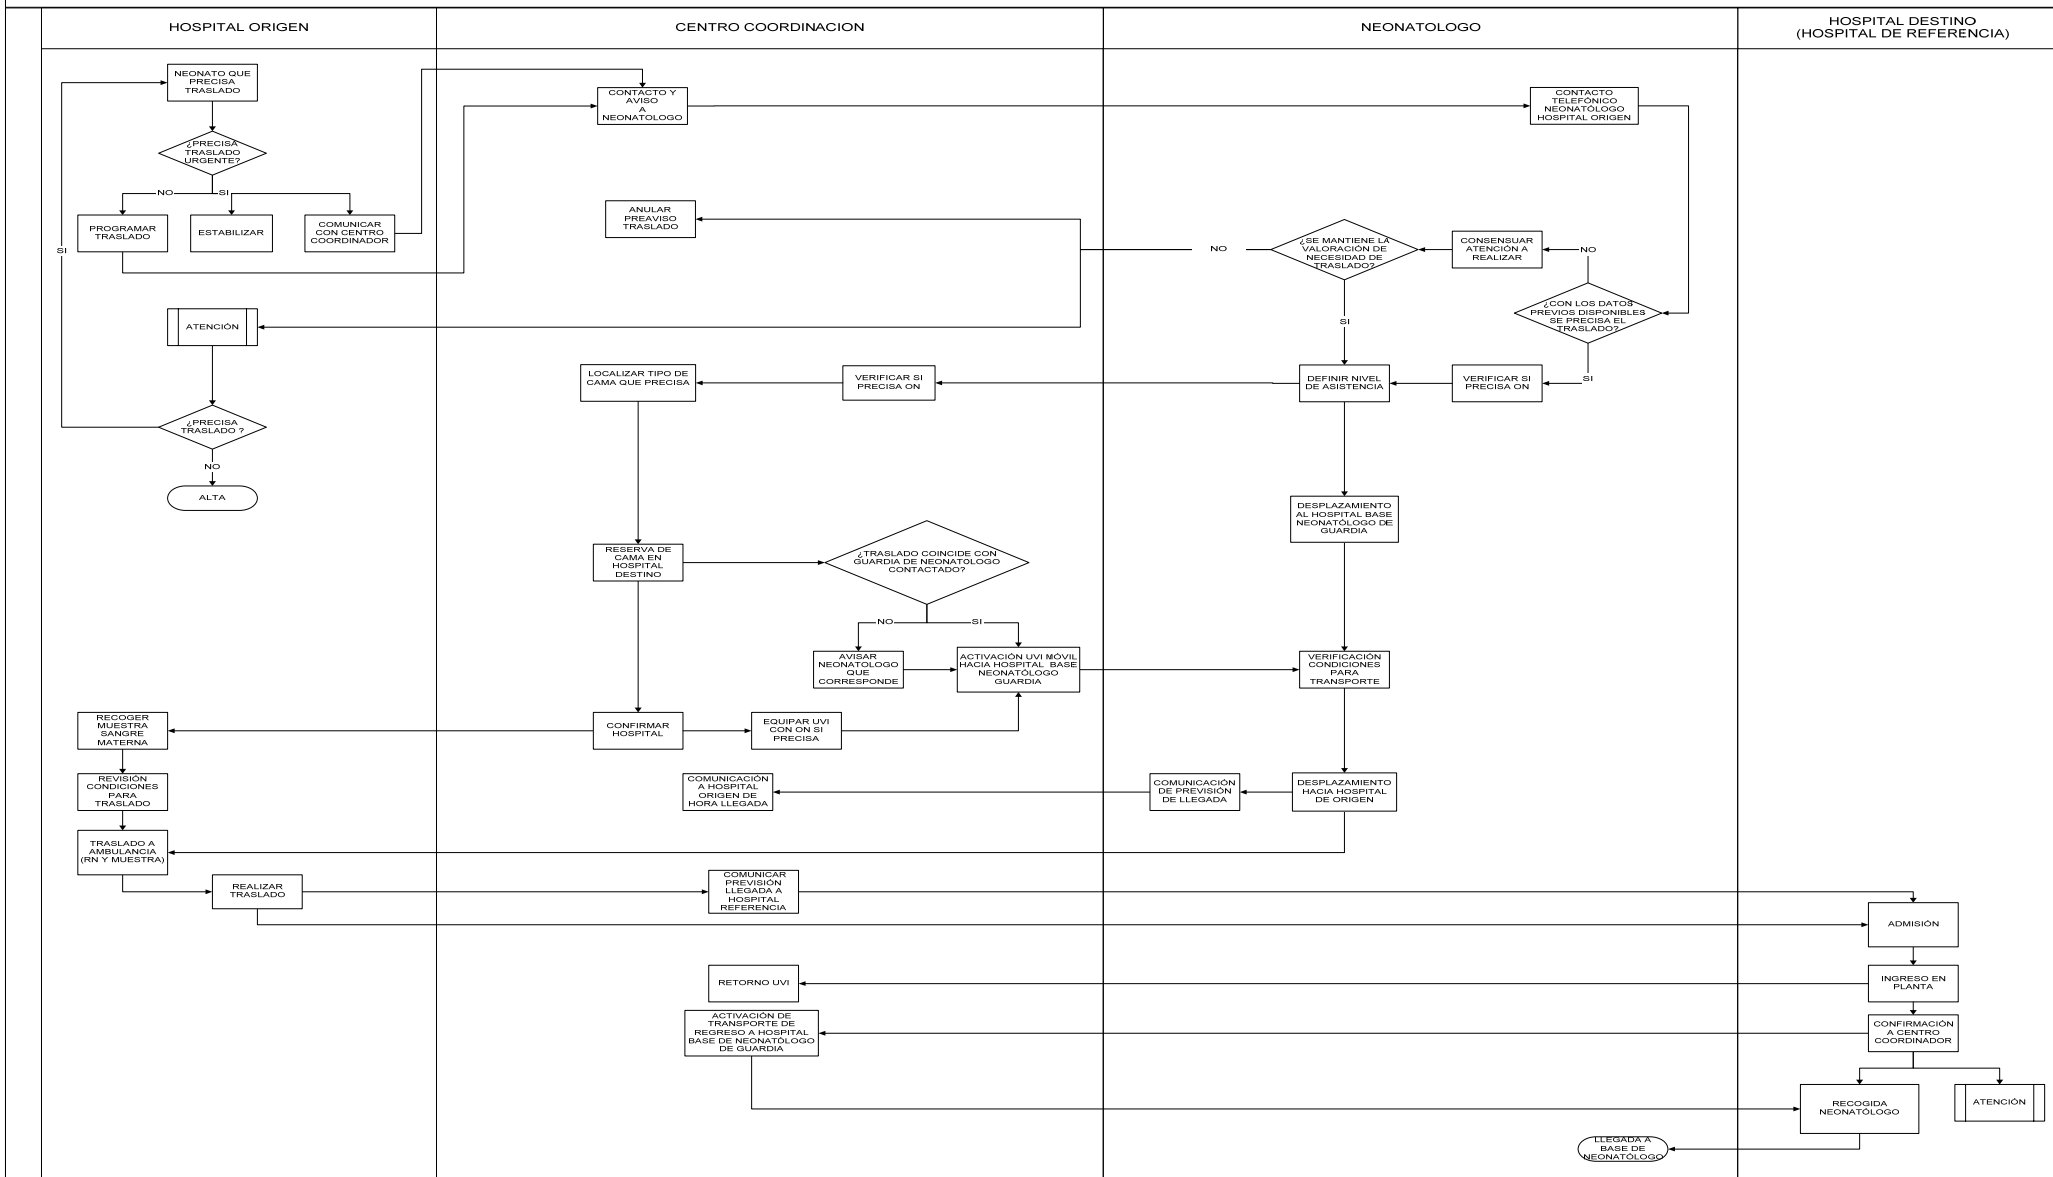 HOSPITAL ORIGEN
CENTRO COORDINACION
NEONATOLOGO
HOSPITAL DESTINO
(HOSPITAL DE REFERENCIA)
NEONATO QUE
PRECISA
TRASLADO
¿PRECISA
TRASLADO
URGENTE?
NO
SI
PROGRAMAR
TRASLADO
ESTABILIZAR
COMUNICAR
CON CENTRO
COORDINADOR
SI
ATENCIÓN
¿PRECISA
TRASLADO ?
NO
ALTA
CONTACTO Y
AVISO
A
NEONATOLOGO
CONTACTO
TELEFÓNICO
NEONATÓLOGO
HOSPITAL ORIGEN
ANULAR
PREAVISO
TRASLADO
NO
¿SE MANTIENE LA
VALORACIÓN DE
NECESIDAD DE
TRASLADO?
CONSENSUAR
ATENCIÓN A
REALIZAR
NO
¿CON LOS DATOS
PREVIOS DISPONIBLES
SE PRECISA EL
TRASLADO?
SI
SI
LOCALIZAR TIPO DE
CAMA QUE PRECISA
VERIFICAR SI
PRECISA ON
DEFINIR NIVEL
DE ASISTENCIA
VERIFICAR SI
PRECISA ON
DESPLAZAMIENTO
AL HOSPITAL BASE
NEONATÓLOGO DE
GUARDIA
RESERVA DE
CAMA EN
HOSPITAL
DESTINO
¿TRASLADO COINCIDE CON
GUARDIA DE NEONATOLOGO
CONTACTADO?
NO
SI
AVISAR
NEONATOLOGO
QUE
CORRESPONDE
ACTIVACIÓN UVI MÓVIL
HACIA HOSPITAL BASE
NEONATÓLOGO
GUARDIA
VERIFICACIÓN
CONDICIONES
PARA
TRANSPORTE
RECOGER
MUESTRA
SANGRE
MATERNA
CONFIRMAR
HOSPITAL
EQUIPAR UVI
CON ON SI
PRECISA
REVISIÓN
CONDICIONES
PARA
TRASLADO
COMUNICACIÓN
A HOSPITAL
ORIGEN DE
HORA LLEGADA
COMUNICACIÓN
DE PREVISIÓN
DE LLEGADA
DESPLAZAMIENTO
HACIA HOSPITAL
DE ORIGEN
TRASLADO A
AMBULANCIA
(RN Y MUESTRA)
REALIZAR
TRASLADO
COMUNICAR
PREVISIÓN
LLEGADA A
HOSPITAL
REFERENCIA
ADMISIÓN
RETORNO UVI
INGRESO EN
PLANTA
ACTIVACIÓN DE
TRANSPORTE DE
REGRESO A HOSPITAL
BASE DE NEONATÓLOGO
DE GUARDIA
CONFIRMACIÓN
A CENTRO
COORDINADOR
RECOGIDA
NEONATÓLOGO
ATENCIÓN
LLEGADA A
BASE DE
NEONATÓLOGO